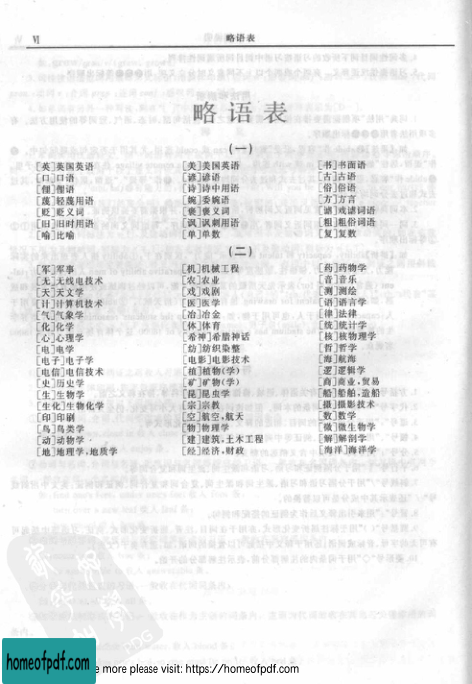 Ⅵ 略语表
略语表
(一)
[英]英国英语 [美]美国英语 [书]书面语
[口]口语 [谚]谚语 [古]古语
[俚]俚语 [诗]诗中用语 [俗]俗语
[蔑]轻蔑用语 [婉]委婉语 [方]方言
[贬]贬义词 [褒]褒义词 [谑]戏谑词语
[旧]旧时用语 [讽]讽刺用语 [粗]粗俗词语
[喻]比喻 [单]单数 [复]复数
(二)
[军]军事 [机]机械工程 [药]药物学
[无]无线电技术 [农]农业 [音]音乐
[天]天文学 [戏]戏剧 [测]测绘
[计]计算机技术 [医]医学 [语]语言学
[气]气象学 [冶]冶金 [律]法律
[化]化学 [体]体育 [统]统计学
[心]心理学 [希神]希腊神话 [核]核物理学
[电]电学 [纺]纺织染整 [哲]哲学
[电子]电子学 [电影]电影技术 [海]航海
[电信]电信技术 [植]植物(学) [逻]逻辑学
[史]历史学 [矿]矿物(学) [商]商业,贸易
[生]生物学 [昆]昆虫学 [船]船舶,造船
[生化]生物化学 [宗]宗教 [摄]摄影技术
[印]印刷 [空]航空,航天 [数]数学
[鸟]鸟类学 [物]物理学 [微]微生物学
[动]动物学 [建]建筑,土木工程 [解]解剖学
[地]地理学,地质学 [经]经济,财政 [海洋]海洋学
homeofpdf.com
e more please visit: https://homeofpdf.com